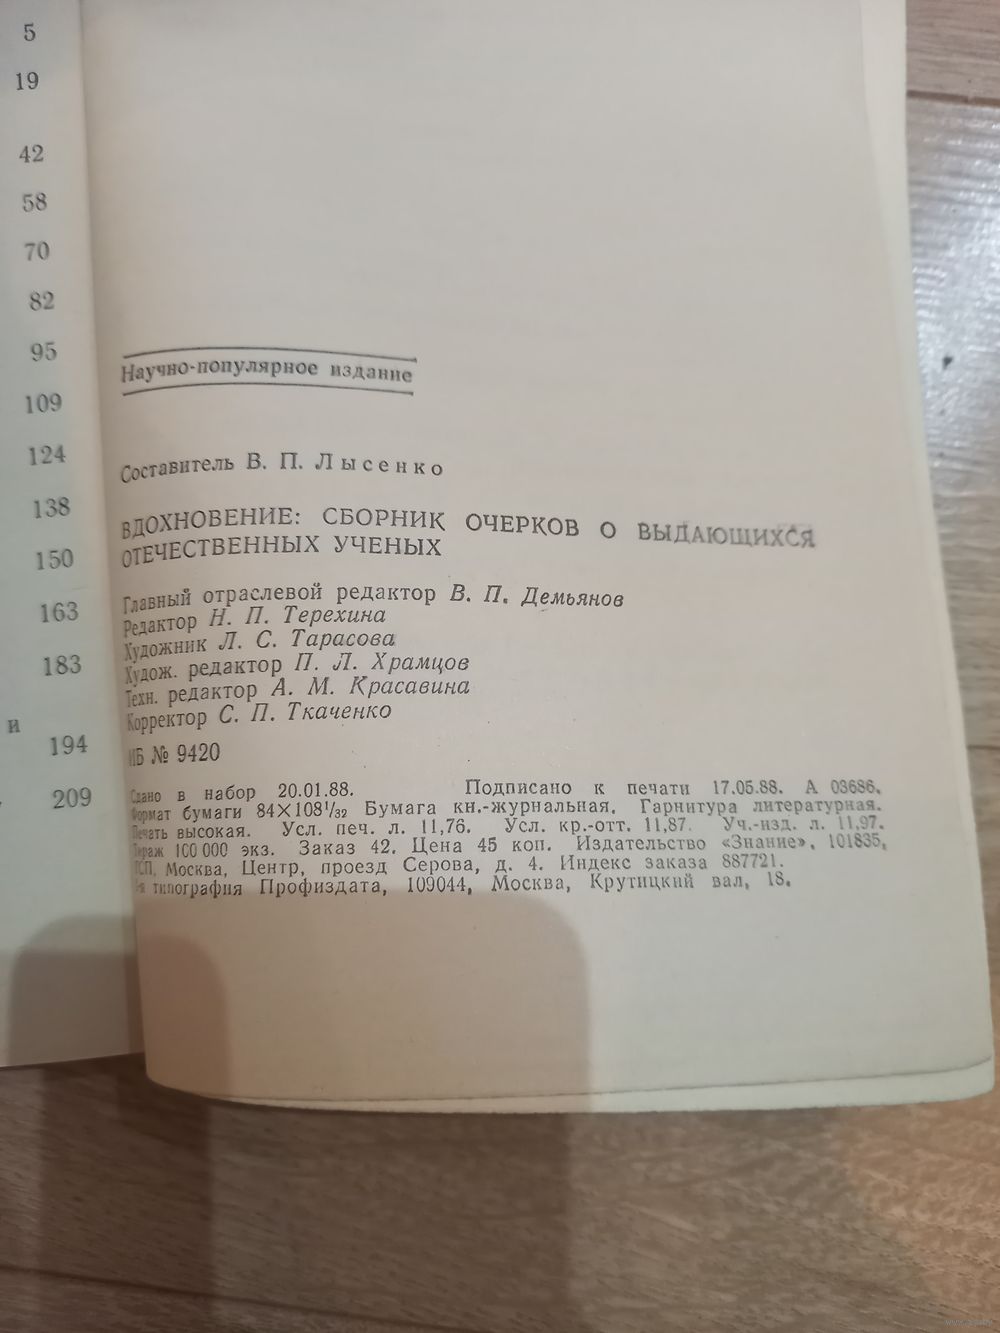 5
19
42
58
70
82
95
109
124
138
150
163
183
и
194
209
Научно-популярное издание
Составитель В. П. Лысенко
ВДОХНОВЕНИЕ: СБОРНИК ОЧЕРКОВ О ВЫДАЮЩИХСЯ
ОТЕЧЕСТВЕННЫХ УЧЕНЫХ
Главный отраслевой редактор В. П. Демьянов
Редактор Н. П. Терехина
Художник Л. С. Тарасова
Худож. редактор П. Л. Храмцов
Техн. редактор А. М. Красавина
Корректор С. П. Ткаченко
ИБ № 9420
Сдано в набор 20.01.88. Подписано к печати 17.05.88. А 03686.
Формат бумаги 84×108¹/₃₂ Бумага кн.-журнальная. Гарнитура литературная.
Печать высокая. Усл. печ. л. 11,76. Усл. кр.-отт. 11,87. Уч.-изд. л. 11,97.
Тираж 100 000 экз. Заказ 42. Цена 45 коп. Издательство «Знание». 101835,
ГСП, Москва, Центр, проезд Серова, д. 4. Индекс заказа 887721.
типография Профиздата, 109044, Москва, Крутицкий вал, 18.